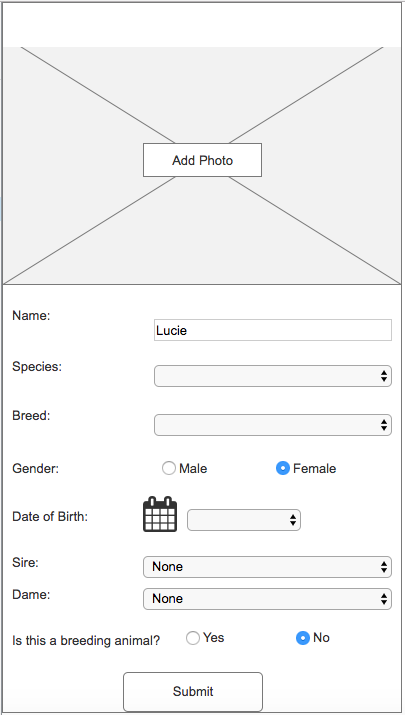 Add Photo
Name:
Lucie
Species:
Breed:
Gender: Male Female
Date of Birth:
Sire: None
Dame: None
Is this a breeding animal? Yes No
Submit